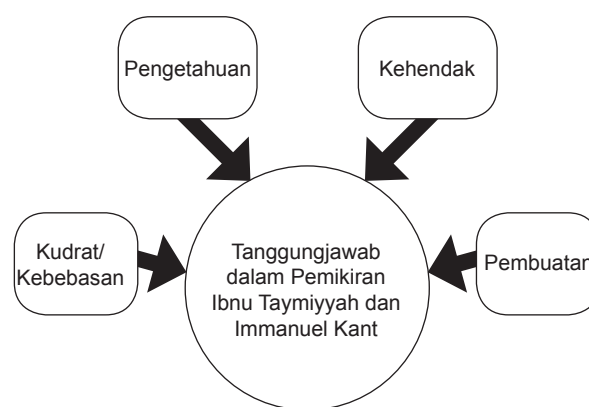 Pengetahuan
Kehendak
Kudrat/
Kebebasan
Tanggungjawab
dalam Pemikiran
Ibnu Taymiyyah dan
Immanuel Kant
Pembuatan